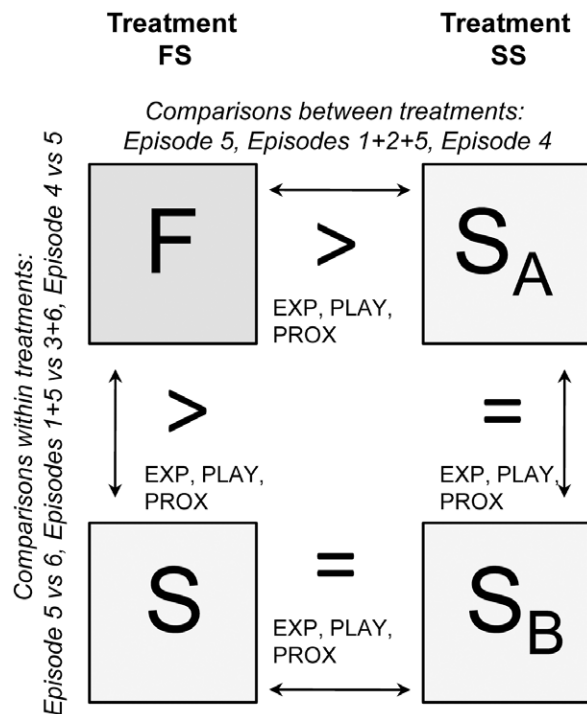 Treatment FS
Treatment SS
Comparisons between treatments:
Episode 5, Episodes 1+2+5, Episode 4
Comparisons within treatments:
Episode 5 vs 6, Episodes 1+5 vs 3+6, Episode 4 vs 5
F
>
EXP, PLAY,
PROX
SA
>
EXP, PLAY,
PROX
=
EXP, PLAY,
PROX
S
=
EXP, PLAY,
PROX
SB